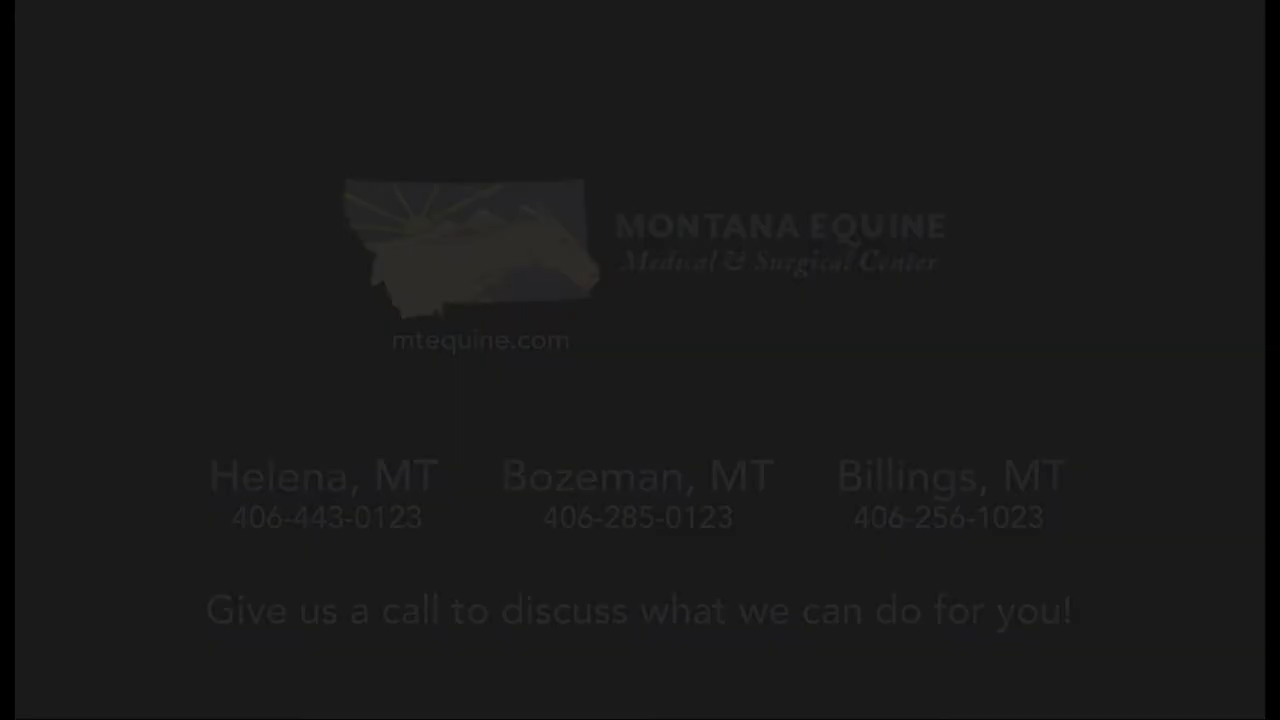 MONTANA EQUINE
Medical & Surgical Center
mtequine.com
Helena, MT
406-443-0123
Bozeman, MT
406-285-0123
Billings, MT
406-256-1023
Give us a call to discuss what we can do for you!